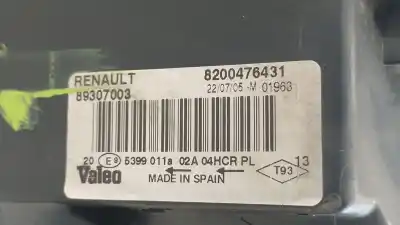 RENAULT 8200476431
89307003 22/07/05 -M 01963
20 E9 5399 011a 02A 04HCR PL 13
Valeo MADE IN SPAIN T93